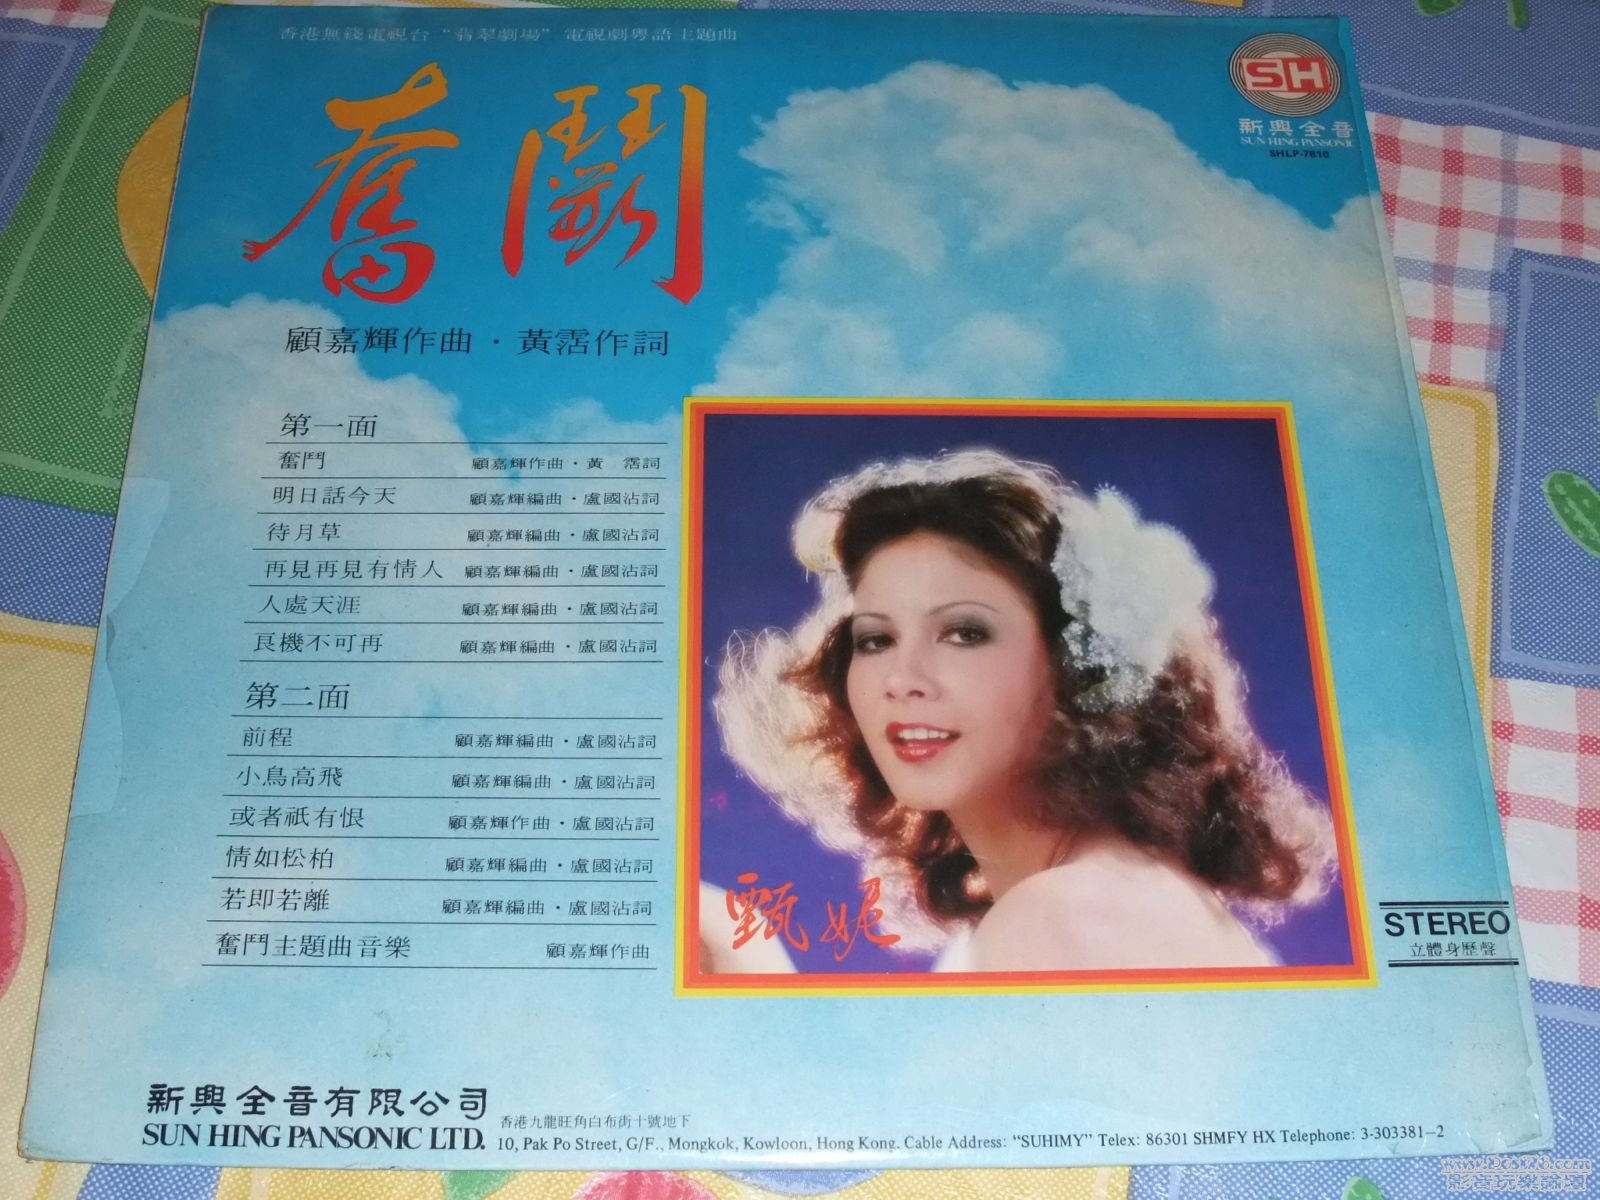 香港無綫電視台“翡翠劇場”電視劇粵語主題曲
奮鬭
SH
新興全音
SUN HING PANSONIC
SHLP-7810
顧嘉輝作曲・黃霑作詞
第一面
奮鬥 顧嘉輝作曲・黃 霑詞
明日話今天 顧嘉輝編曲・盧國沾詞
待月草 顧嘉輝編曲・盧國沾詞
再見再見有情人 顧嘉輝編曲・盧國沾詞
人處天涯 顧嘉輝編曲・盧國沾詞
良機不可再 顧嘉輝編曲・盧國沾詞
第二面
前程 顧嘉輝編曲・盧國沾詞
小鳥高飛 顧嘉輝編曲・盧國沾詞
或者祇有恨 顧嘉輝作曲・盧國沾詞
情如松柏 顧嘉輝編曲・盧國沾詞
若即若離 顧嘉輝編曲・盧國沾詞
奮鬥主題曲音樂 顧嘉輝作曲
甄妮
STEREO
立體身歷聲
新興全音有限公司 香港九龍旺角白布街十號地下
SUN HING PANSONIC LTD. 10, Pak Po Street, G/F., Mongkok, Kowloon, Hong Kong. Cable Address: “SUHIMY” Telex: 86301 SHMFY HX Telephone: 3-303381-2
影音玩樂論壇